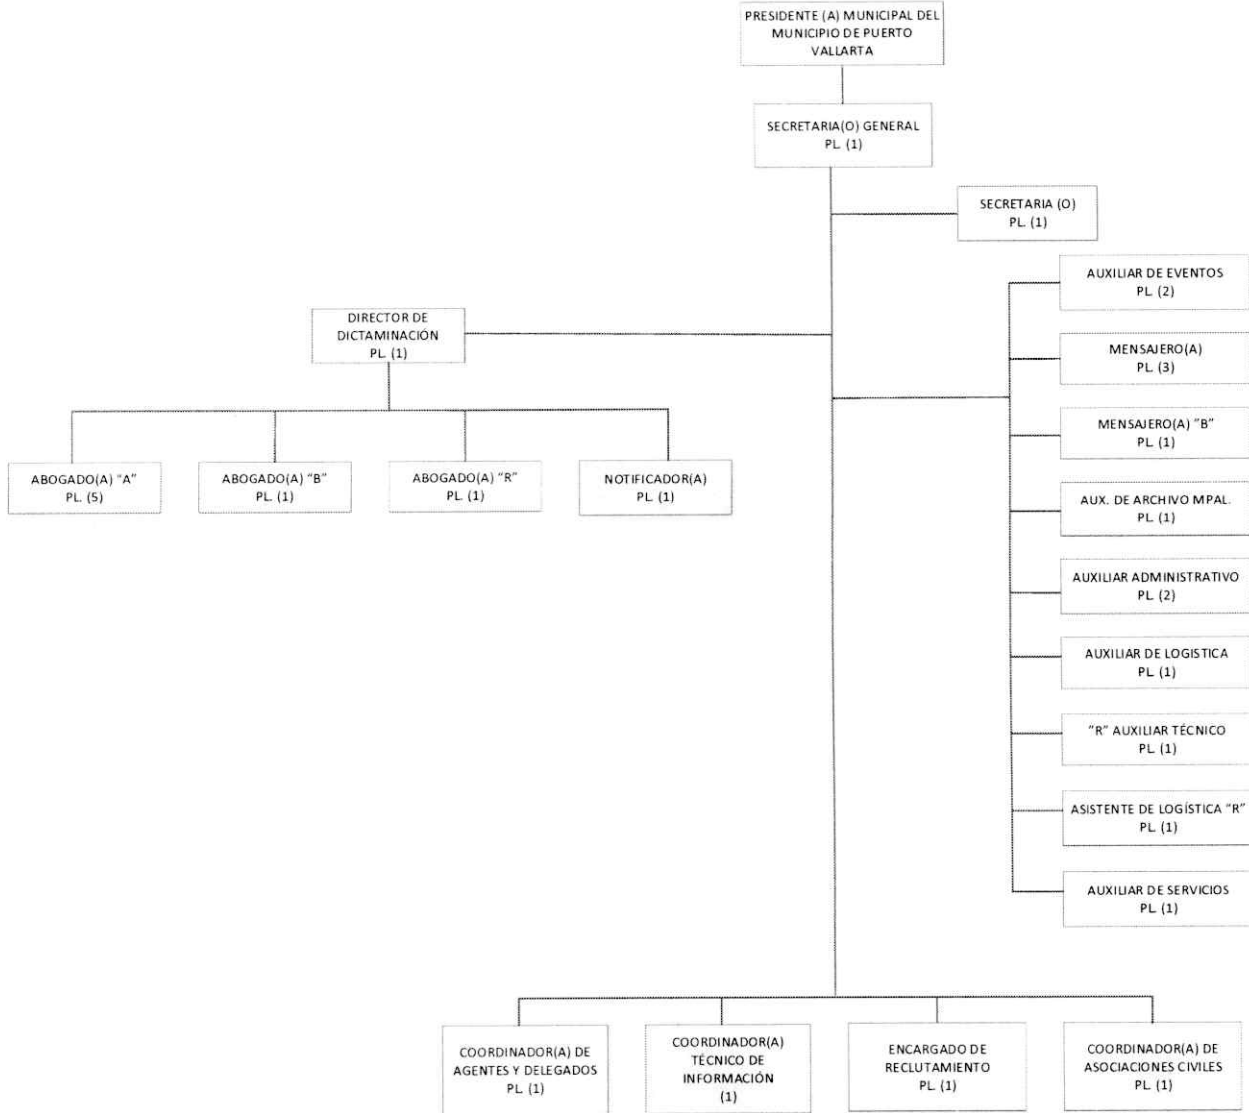 PRESIDENTE (A) MUNICIPAL DEL
MUNICIPIO DE PUERTO
VALLARTA
SECRETARIA(O) GENERAL
PL. (1)
SECRETARIA (O)
PL. (1)
AUXILIAR DE EVENTOS
PL. (2)
MENSAJERO(A)
PL. (3)
MENSAJERO(A) "B"
PL. (1)
AUX. DE ARCHIVO MPAL.
PL. (1)
AUXILIAR ADMINISTRATIVO
PL. (2)
AUXILIAR DE LOGISTICA
PL. (1)
"R" AUXILIAR TÉCNICO
PL. (1)
ASISTENTE DE LOGÍSTICA "R"
PL. (1)
AUXILIAR DE SERVICIOS
PL. (1)
DIRECTOR DE
DICTAMINACIÓN
PL. (1)
ABOGADO(A) "A"
PL. (5)
ABOGADO(A) "B"
PL. (1)
ABOGADO(A) "R"
PL. (1)
NOTIFICADOR(A)
PL. (1)
COORDINADOR(A) DE
AGENTES Y DELEGADOS
PL. (1)
COORDINADOR(A)
TÉCNICO DE
INFORMACIÓN
(1)
ENCARGADO DE
RECLUTAMIENTO
PL. (1)
COORDINADOR(A) DE
ASOCIACIONES CIVILES
PL. (1)